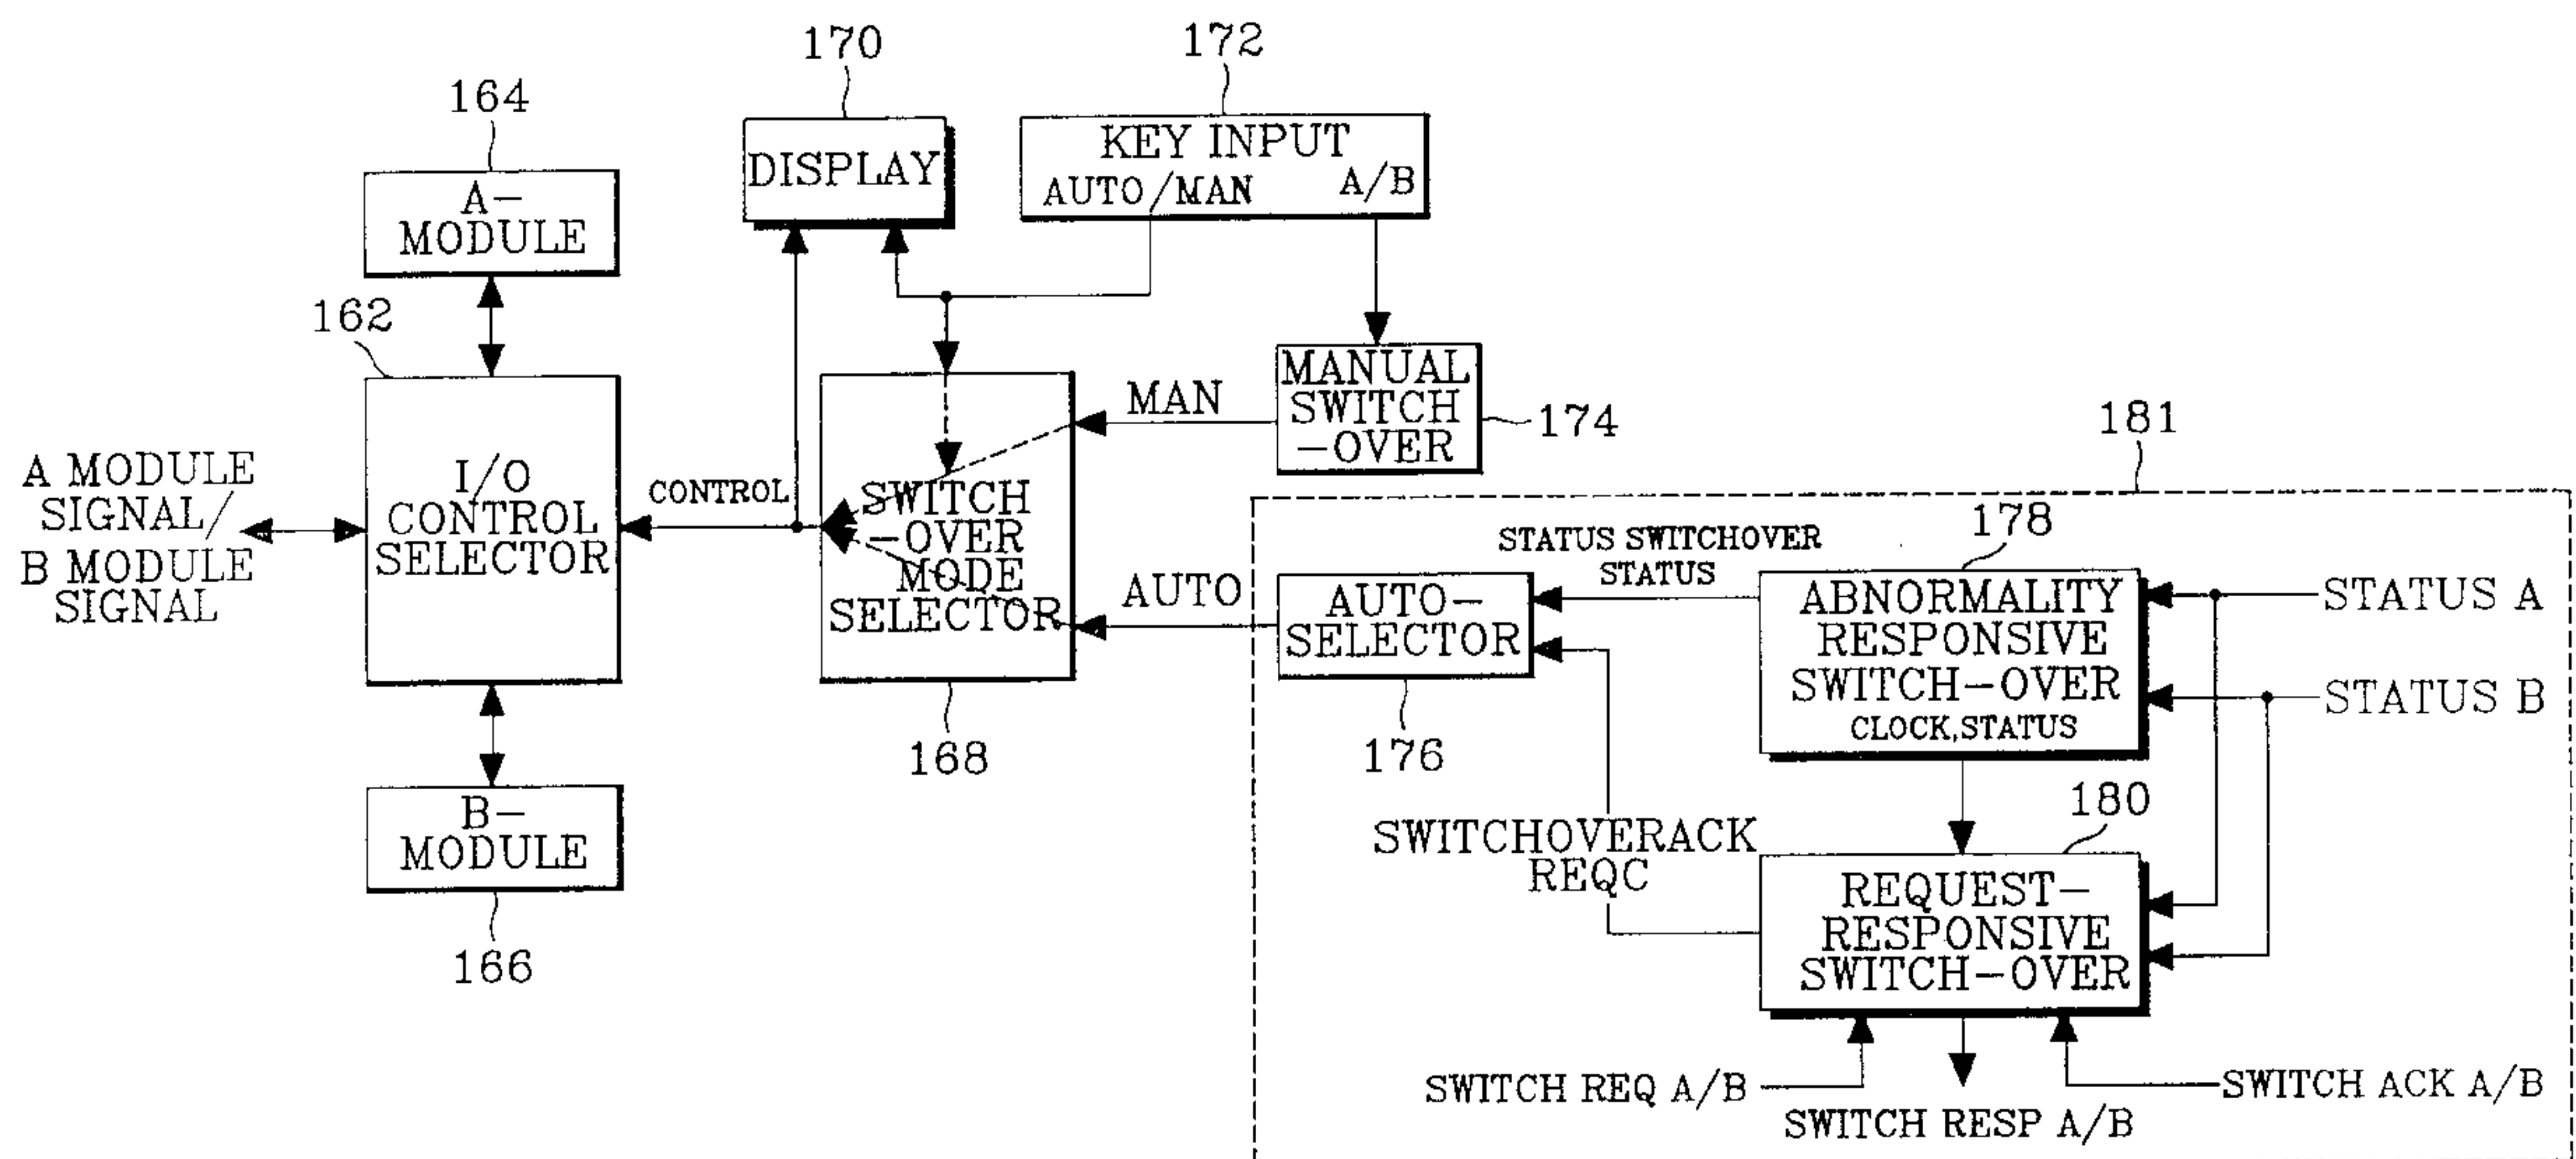 170
172
164
DISPLAY
KEY INPUT
AUTO/MAN A/B
A-
MODULE
162
MANUAL
SWITCH
-OVER
174
MAN
181
A MODULE
SIGNAL/
B MODULE
SIGNAL
I/O
CONTROL
SELECTOR
CONTROL
SWITCH
-OVER
MODE
SELECTOR
168
AUTO
AUTO-
SELECTOR
176
STATUS SWITCHOVER
STATUS
178
ABNORMALITY
RESPONSIVE
SWITCH-OVER
CLOCK,STATUS
STATUS A
STATUS B
B-
MODULE
166
SWITCHOVERACK
REQC
180
REQUEST-
RESPONSIVE
SWITCH-OVER
SWITCH REQ A/B
SWITCH RESP A/B
SWITCH ACK A/B